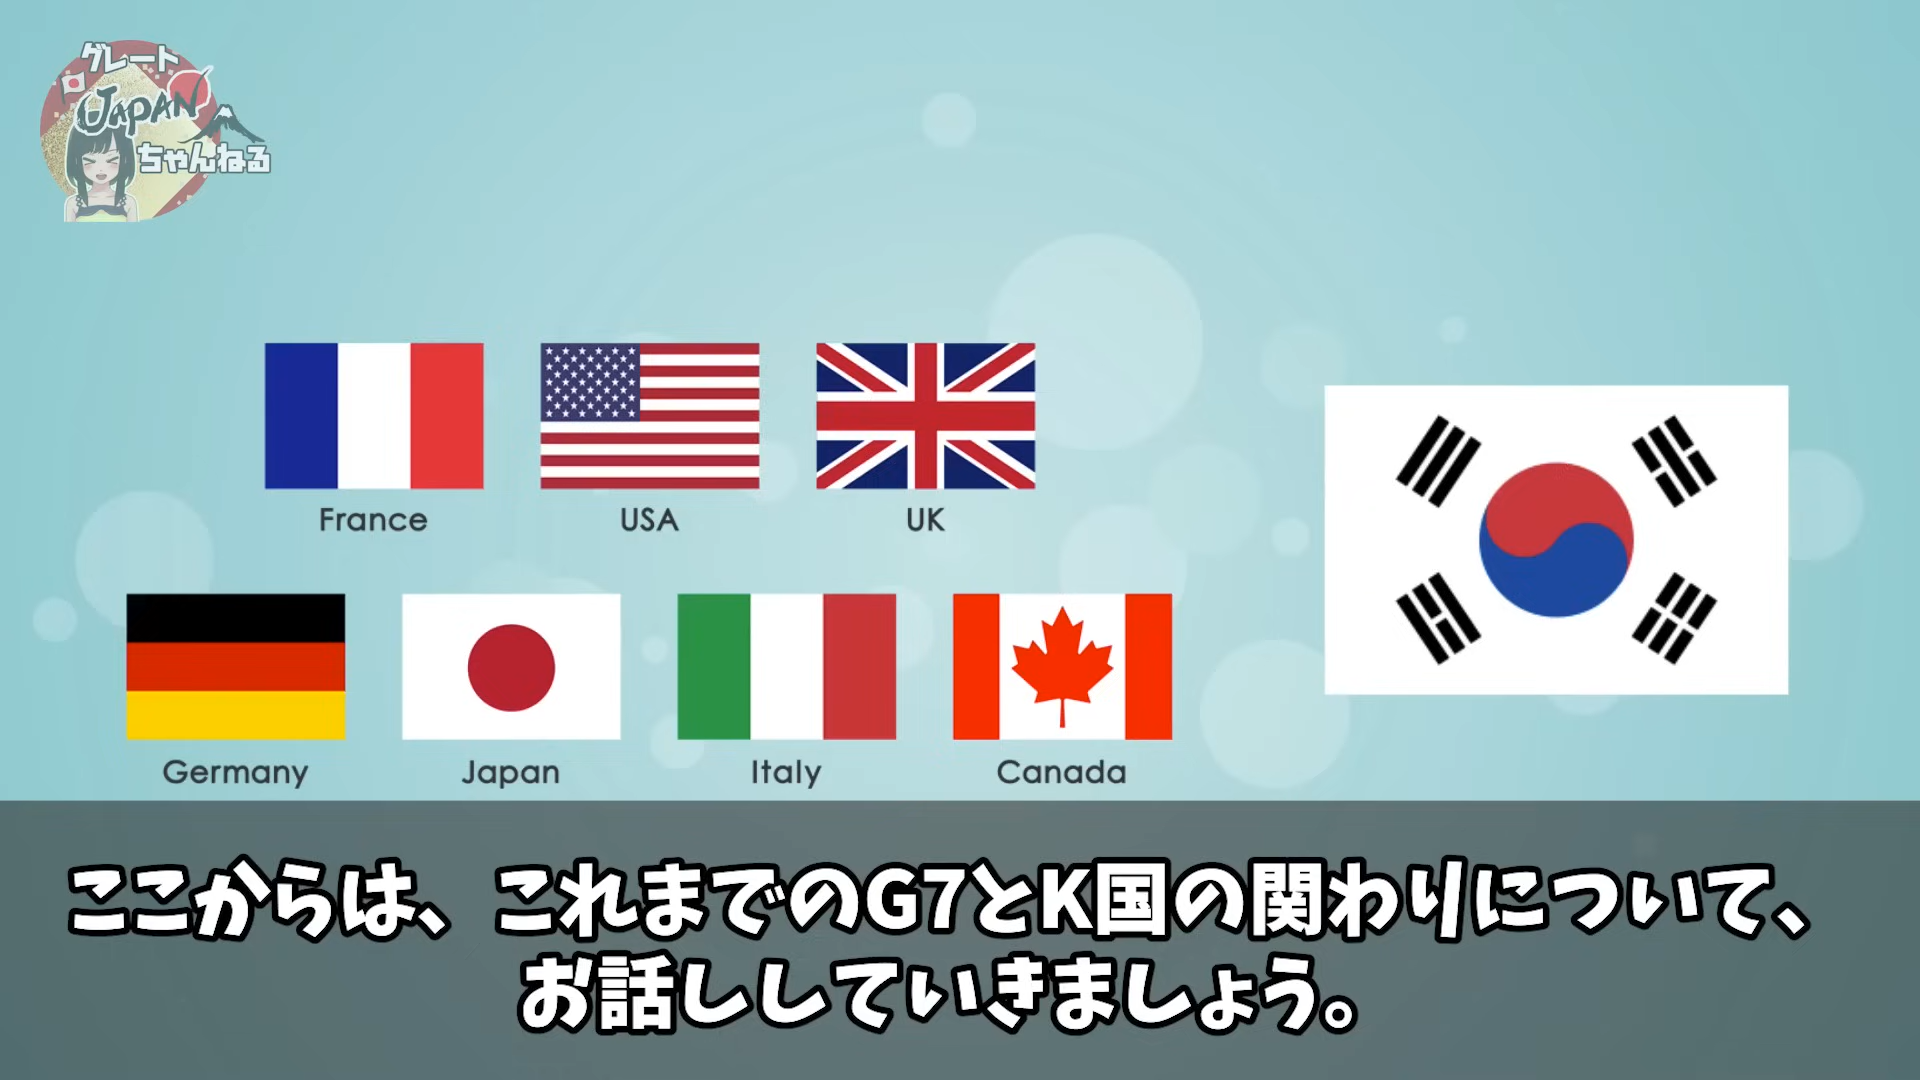 グレート
JAPAN
ちゃんねる
France
USA
UK
Germany
Japan
Italy
Canada
ここからは、これまでのG7とK国の関わりについて、
お話ししていきましょう。